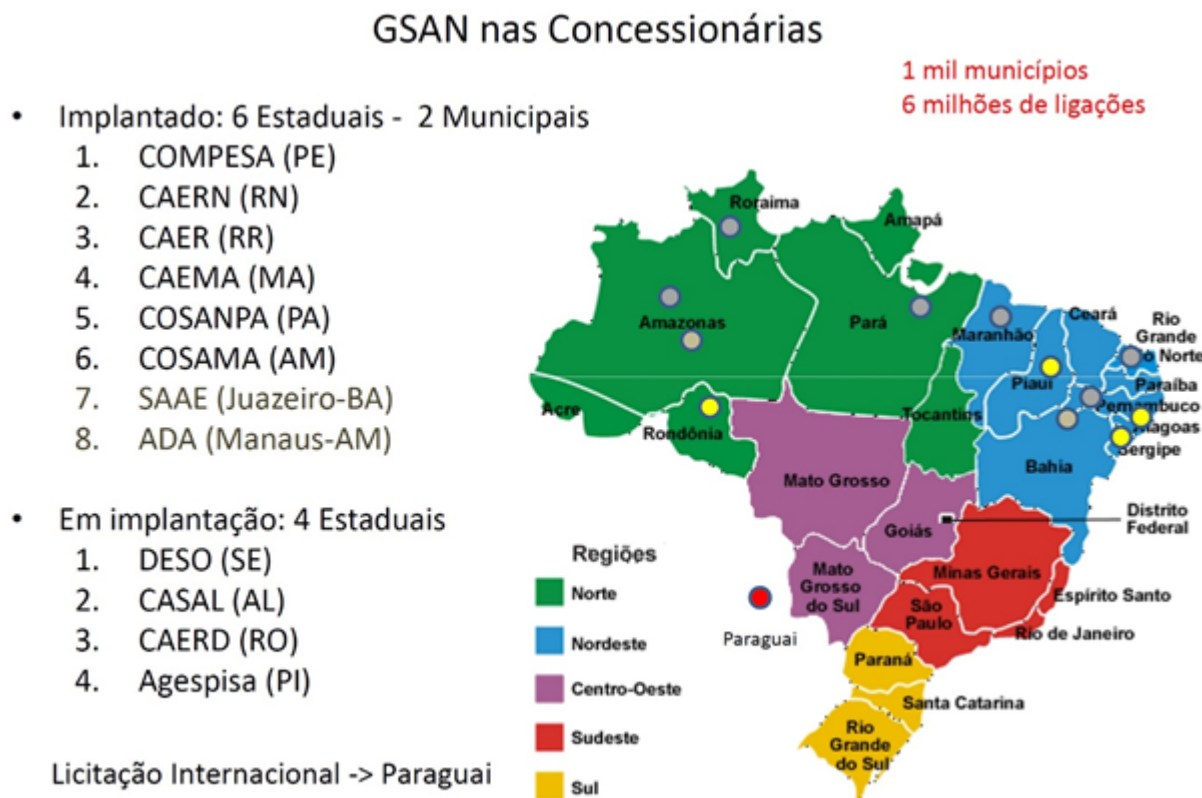 GSAN nas Concessionárias
1 mil municípios
6 milhões de ligações
• Implantado: 6 Estaduais - 2 Municipais
1. COMPESA (PE)
2. CAERN (RN)
3. CAER (RR)
4. CAEMA (MA)
5. COSANPA (PA)
6. COSAMA (AM)
7. SAAE (Juazeiro-BA)
8. ADA (Manaus-AM)
• Em implantação: 4 Estaduais
1. DESO (SE)
2. CASAL (AL)
3. CAERD (RO)
4. Agespisa (PI)
Licitação Internacional -> Paraguai
Roraima
Amapá
Amazonas
Pará
Maranhão
Ceará
Rio
Grande
do Norte
Piauí
Paraíba
Pernambuco
Alagoas
Sergipe
Acre
Rondônia
Tocantins
Bahia
Mato Grosso
Goiás
Distrito
Federal
Mato
Grosso
do Sul
Minas Gerais
Espírito Santo
São
Paulo
Rio de Janeiro
Paraná
Santa Catarina
Rio
Grande
do Sul
Paraguai
Regiões
Norte
Nordeste
Centro-Oeste
Sudeste
Sul